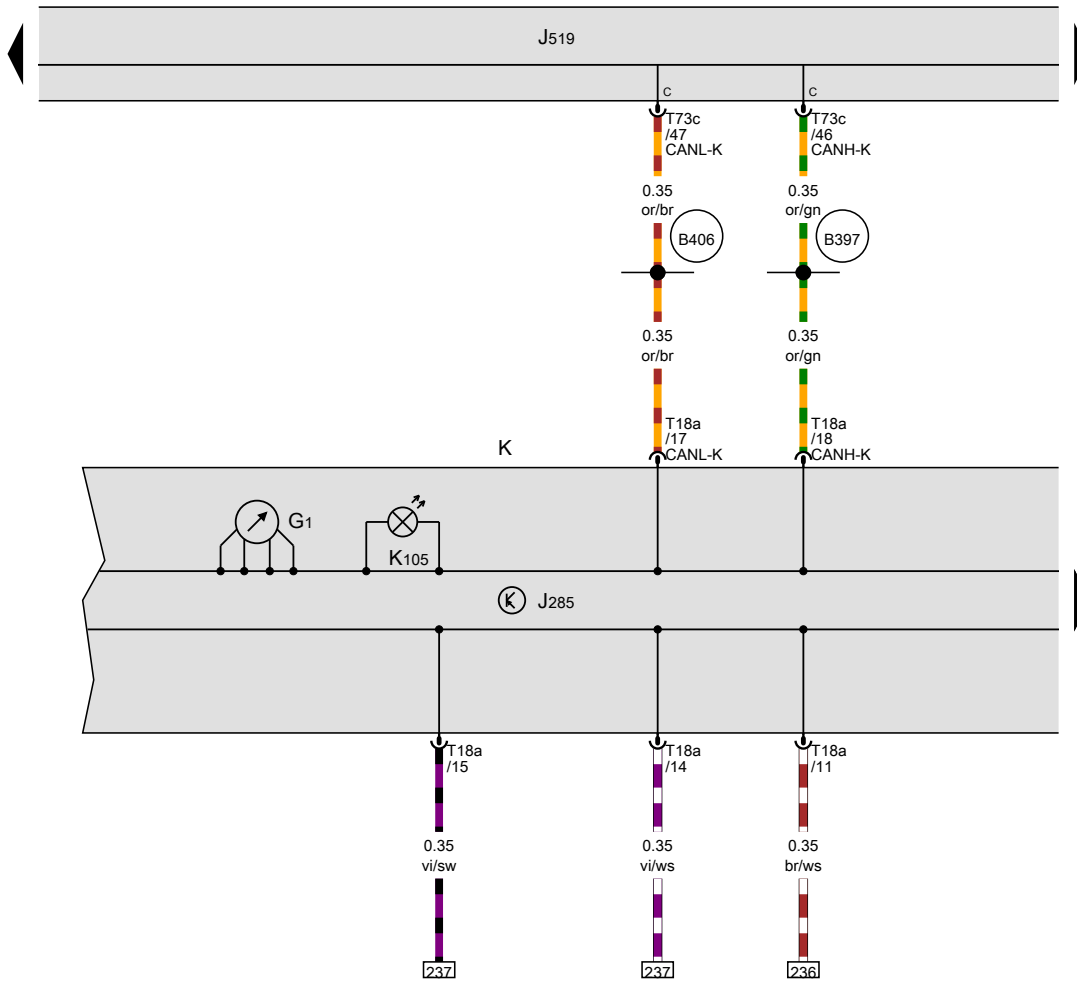 J519
C C
T73c T73c
/47 /46
CANL-K CANH-K
0.35 0.35
or/br or/gn
B406 B397
0.35 0.35
or/br or/gn
T18a T18a
/17 /18
K CANL-K CANH-K
G1
K105
J285
T18a T18a T18a
/15 /14 /11
0.35 0.35 0.35
vi/sw vi/ws br/ws
237 237 236